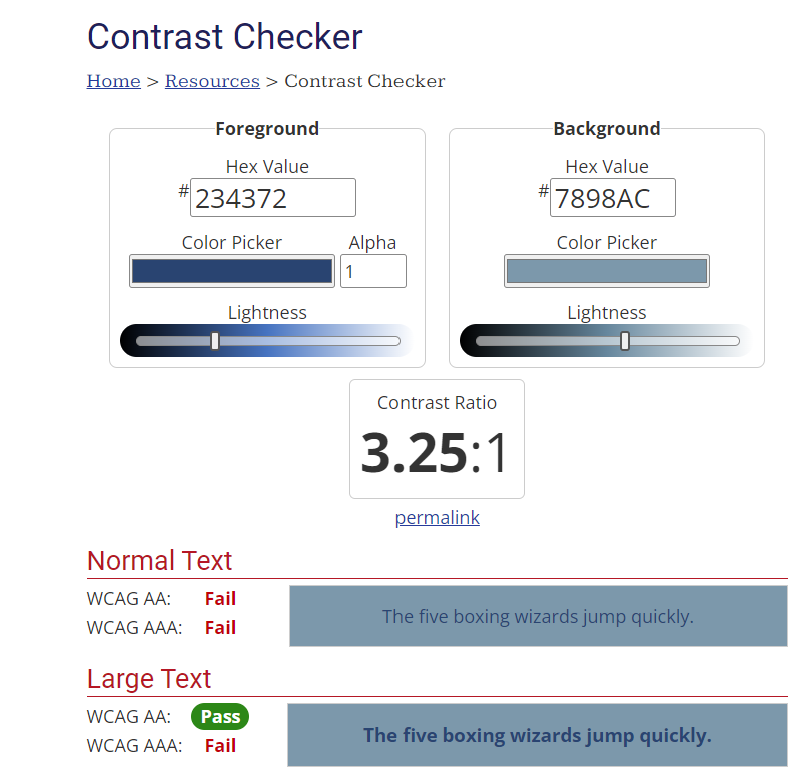 Contrast Checker
Home > Resources > Contrast Checker
Foreground
Hex Value
#234372
Color Picker
Alpha
1
Lightness
Background
Hex Value
#7898AC
Color Picker
Lightness
Contrast Ratio
3.25:1
permalink
Normal Text
WCAG AA: Fail
WCAG AAA: Fail
The five boxing wizards jump quickly.
Large Text
WCAG AA: Pass
WCAG AAA: Fail
The five boxing wizards jump quickly.